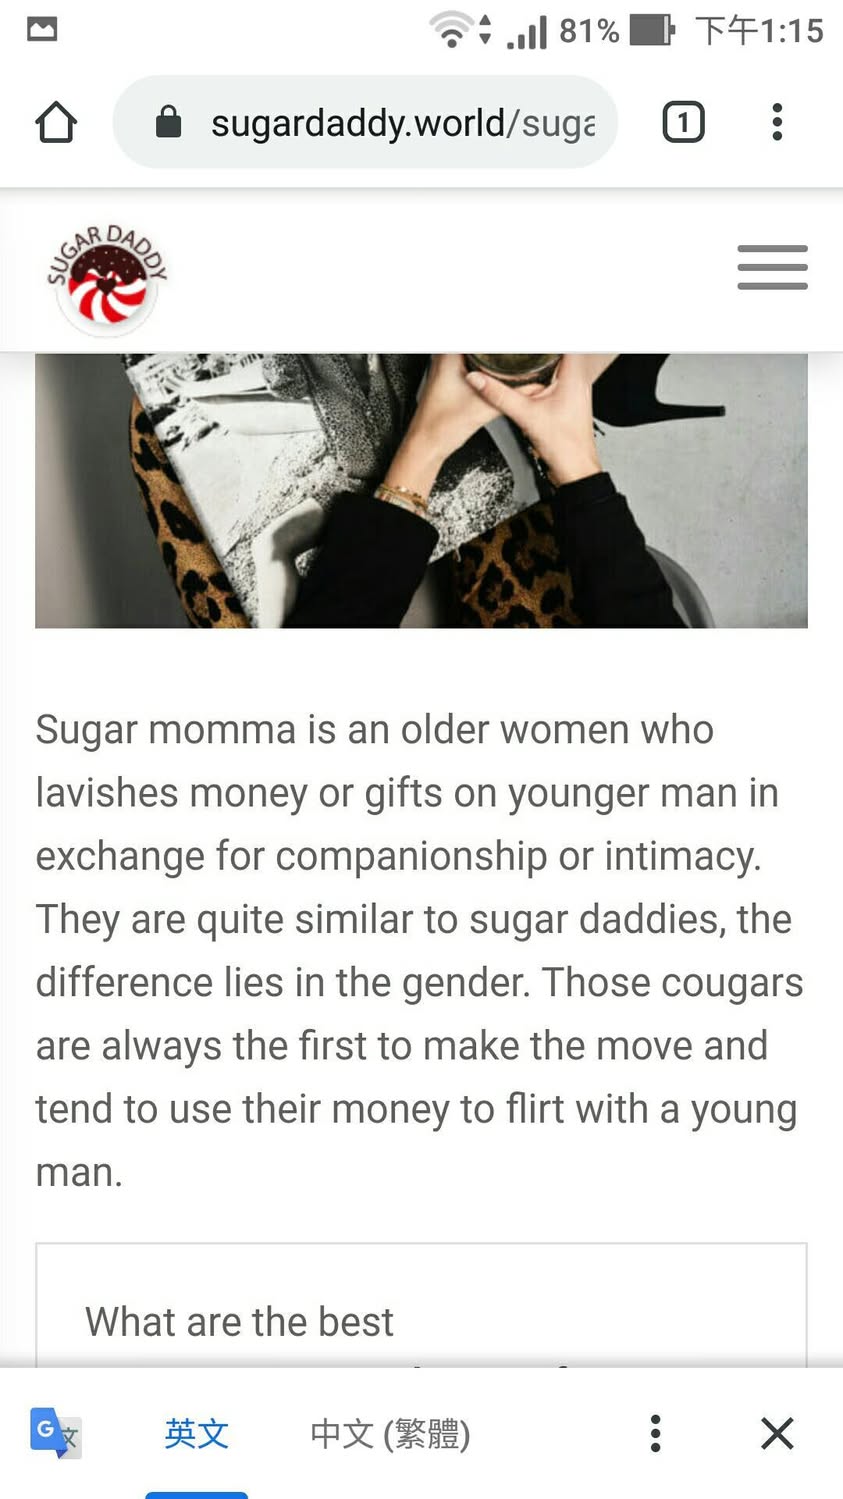 81% 下午1:15
sugardaddy.world/suga
1
SUGAR DADDY
Sugar momma is an older women who
lavishes money or gifts on younger man in
exchange for companionship or intimacy.
They are quite similar to sugar daddies, the
difference lies in the gender. Those cougars
are always the first to make the move and
tend to use their money to flirt with a young
man.
What are the best
G 文 英文 中文 (繁體)